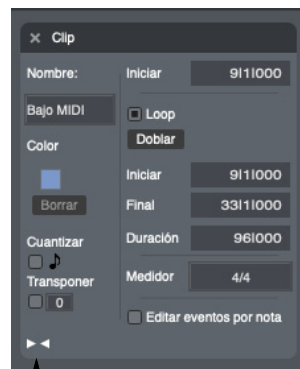 × Clip
Nombre: Iniciar 9|1|000
Bajo MIDI Loop
Color Doblar
Iniciar 9|1|000
Borrar Final 33|1|000
Cuantizar Duración 96|000
Transponer Medidor 4/4
0
Editar eventos por nota